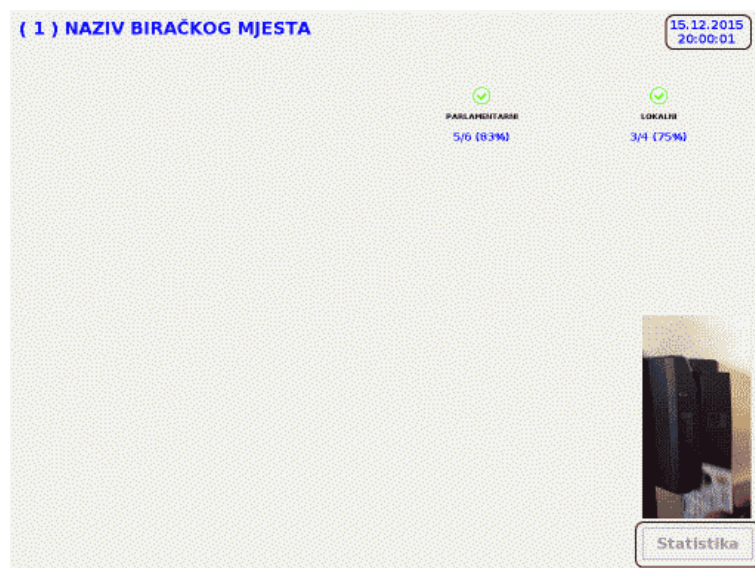 ( 1 ) NAZIV BIRAČKOG MJESTA
15.12.2015
20:00:01
PARLAMENTARNI
LOKALNI
5/6 (83%)
3/4 (75%)
Statistika